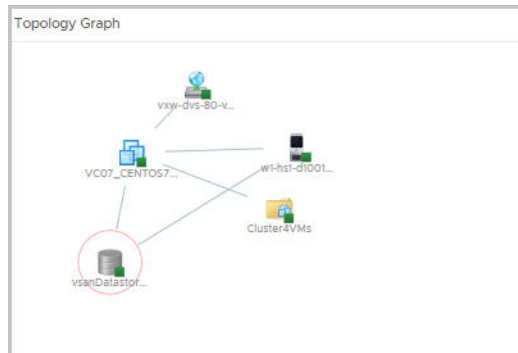 Topology Graph
vxw-dvs-80-v...
VC07_CENTOS7...
w1-hs1-d1001...
Cluster4VMs
vsanDatastor...